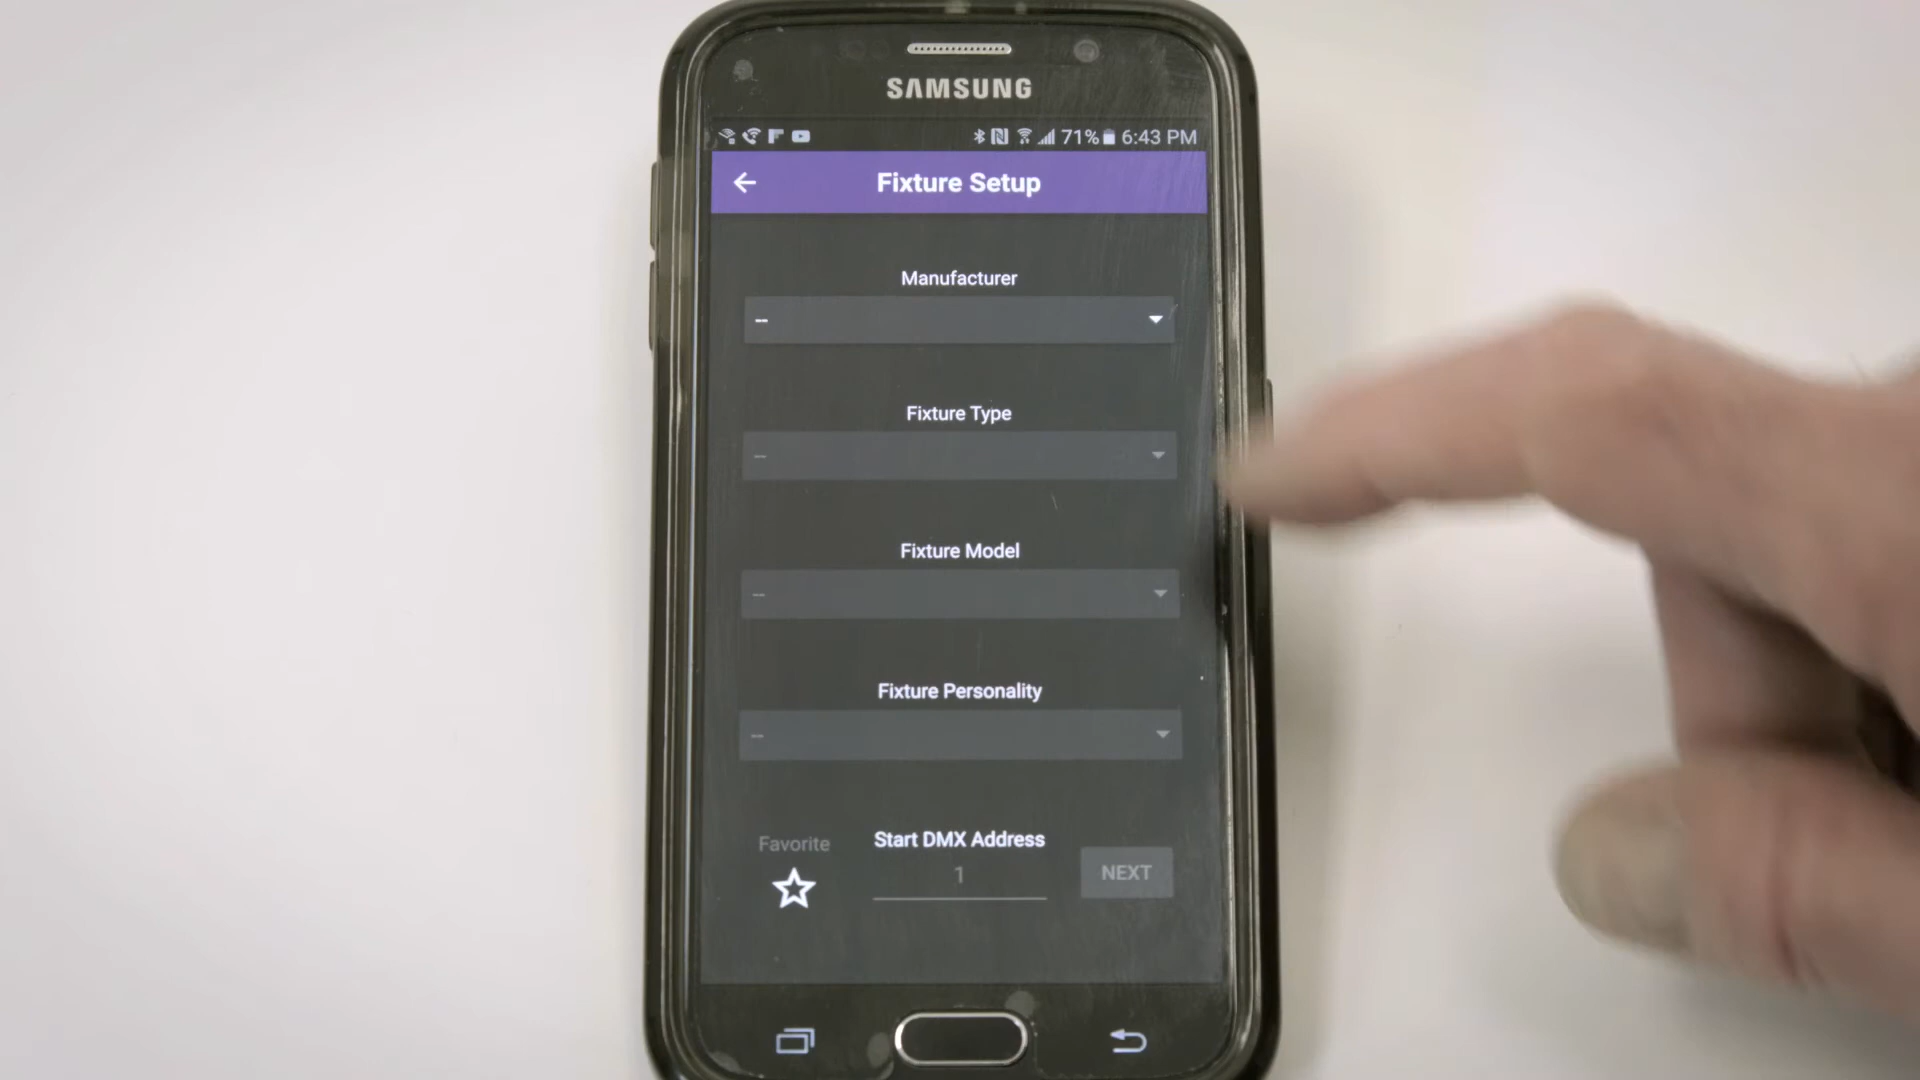 SAMSUNG
71% 6:43 PM
Fixture Setup
Manufacturer
--
Fixture Type
--
Fixture Model
--
Fixture Personality
--
Favorite
Start DMX Address
1
NEXT